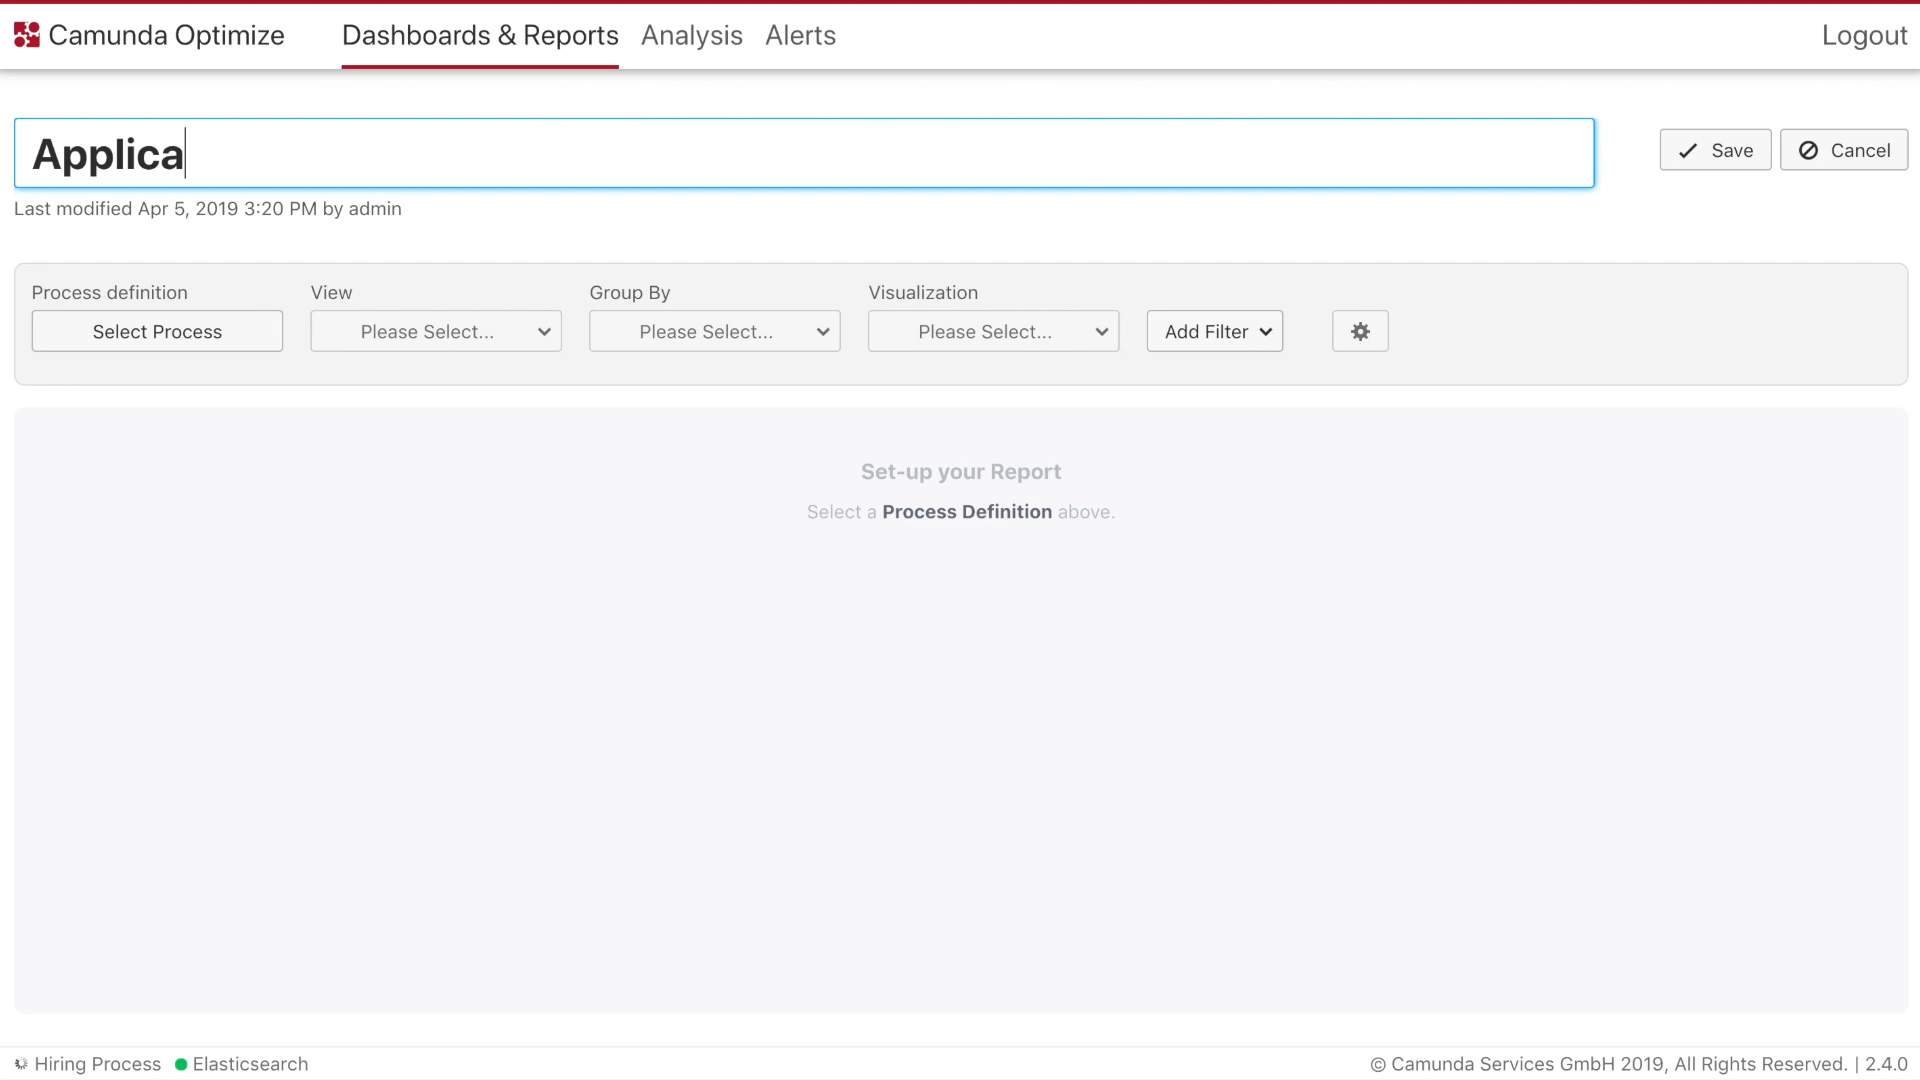 Camunda Optimize Dashboards & Reports Analysis Alerts Logout
Applica
Save Cancel
Last modified Apr 5, 2019 3:20 PM by admin
Process definition View Group By Visualization
Select Process Please Select... Please Select... Please Select... Add Filter
Set-up your Report
Select a Process Definition above.
Hiring Process Elasticsearch © Camunda Services GmbH 2019, All Rights Reserved. | 2.4.0